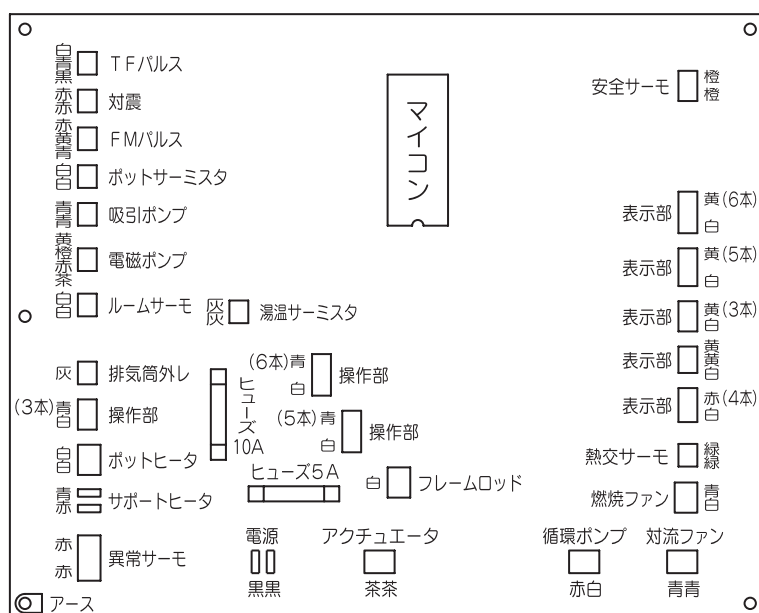 白青黒 TFパルス
赤赤 対震
赤黄青 FMパルス
白白 ポットサーミスタ
青青 吸引ポンプ
黄橙赤茶 電磁ポンプ
白白 ルームサーモ
灰灰 湯温サーミスタ
灰 排気筒外レ
(3本)青白 操作部
白白 ポットヒータ
青赤 サポートヒータ
赤赤 異常サーモ
アース
マイコン
ヒューズ10A
(6本)青白 操作部
(5本)青白 操作部
ヒューズ5A
白 フレームロッド
電源
黒黒
アクチュエータ
茶茶
安全サーモ 橙橙
表示部 黄(6本)白
表示部 黄(5本)白
表示部 黄(3本)白
表示部 黄黄白
表示部 赤(4本)白
熱交サーモ 緑緑
燃焼ファン 青白
循環ポンプ
赤白
対流ファン
青青